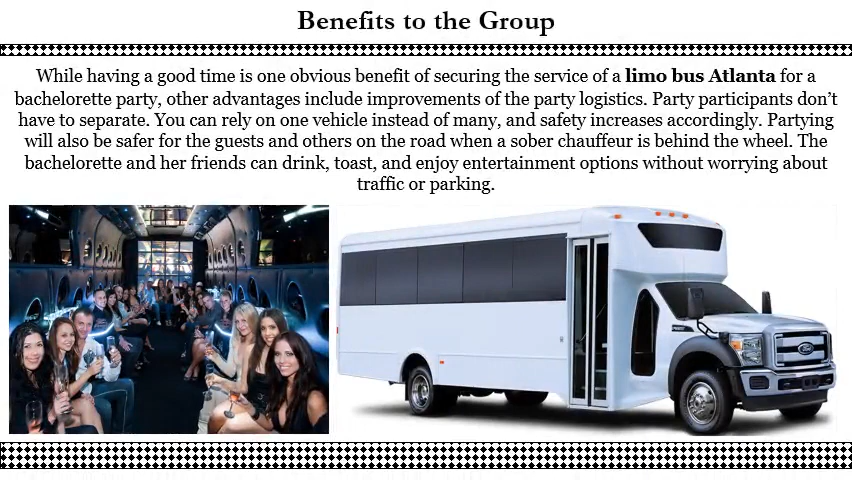 Benefits to the Group
While having a good time is one obvious benefit of securing the service of a limo bus Atlanta for a
bachelorette party, other advantages include improvements of the party logistics. Party participants don’t
have to separate. You can rely on one vehicle instead of many, and safety increases accordingly. Partying
will also be safer for the guests and others on the road when a sober chauffeur is behind the wheel. The
bachelorette and her friends can drink, toast, and enjoy entertainment options without worrying about
traffic or parking.
Ford